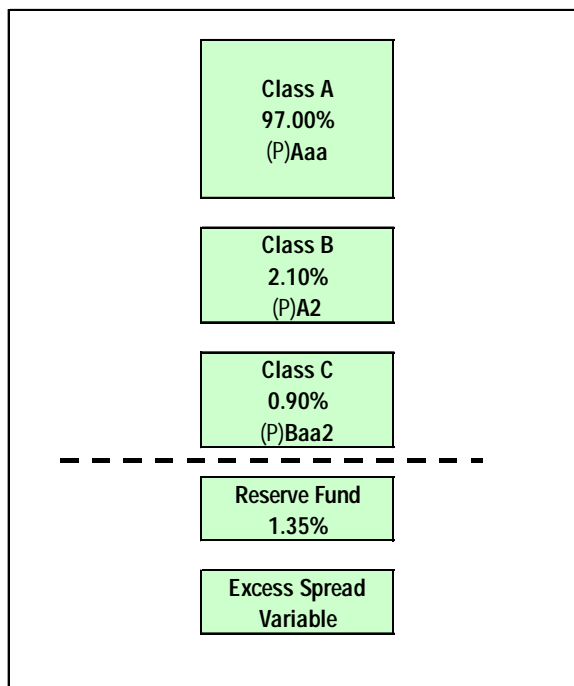 Class A
97.00%
(P)Aaa
Class B
2.10%
(P)A2
Class C
0.90%
(P)Baa2
Reserve Fund
1.35%
Excess Spread
Variable